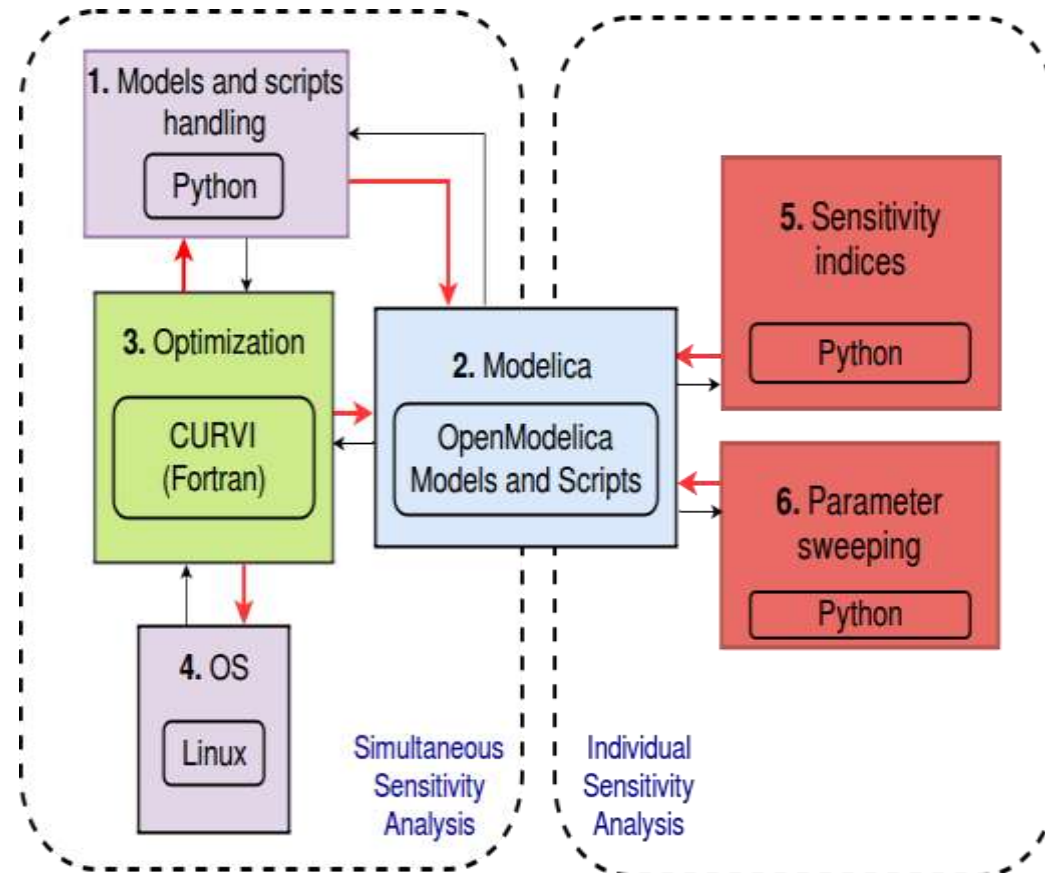 1. Models and scripts
handling
Python
3. Optimization
CURVI
(Fortran)
4. OS
Linux
2. Modelica
OpenModelica
Models and Scripts
5. Sensitivity
indices
Python
6. Parameter
sweeping
Python
Simultaneous
Sensitivity
Analysis
Individual
Sensitivity
Analysis